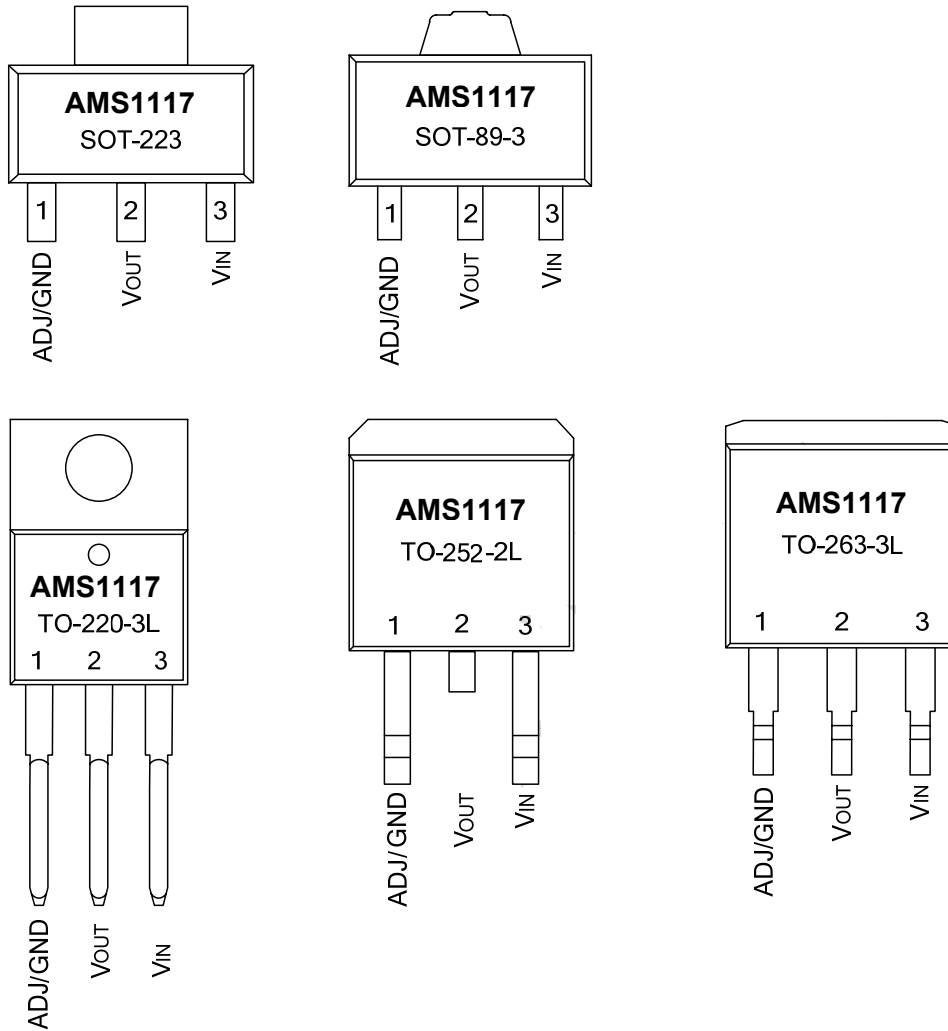 AMS1117
SOT-223
1 2 3
ADJ/GND
VOUT
VIN
AMS1117
SOT-89-3
1 2 3
ADJ/GND
VOUT
VIN
AMS1117
TO-220-3L
1 2 3
ADJ/GND
VOUT
VIN
AMS1117
TO-252-2L
1 2 3
ADJ/GND
VOUT
VIN
AMS1117
TO-263-3L
1 2 3
ADJ/GND
VOUT
VIN